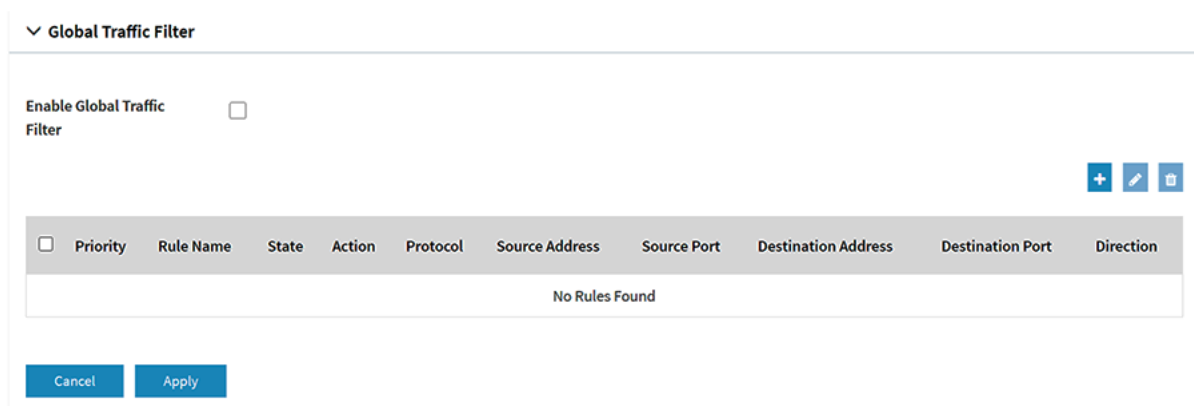 Global Traffic Filter
Enable Global Traffic
Filter
Priority Rule Name State Action Protocol Source Address Source Port Destination Address Destination Port Direction
No Rules Found
Cancel Apply